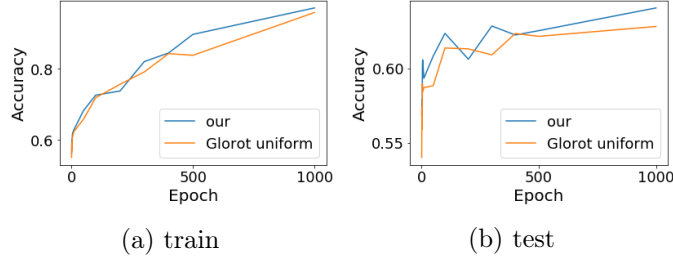 Accuracy
0.8
0.6
0
500
1000
Epoch
our
Glorot uniform
(a) train
Accuracy
0.60
0.55
0
500
1000
Epoch
our
Glorot uniform
(b) test